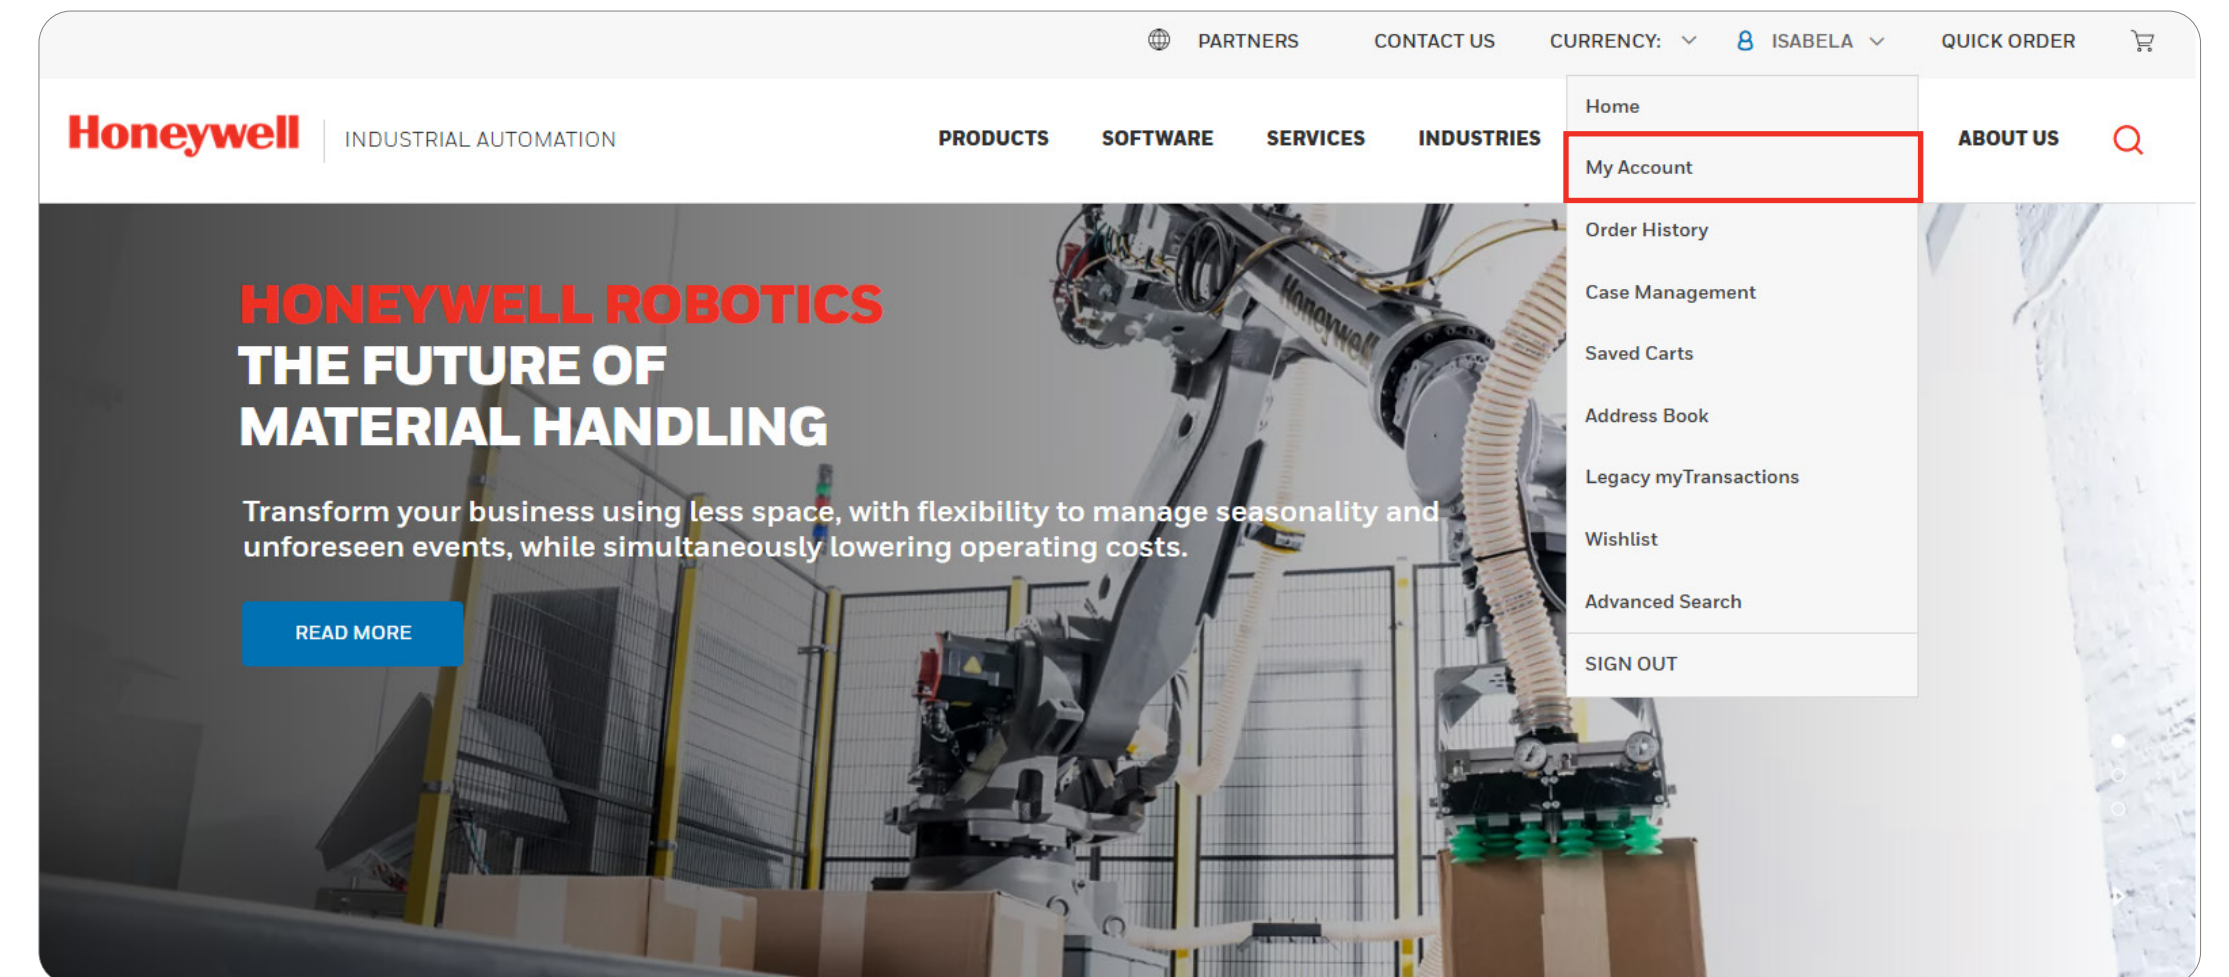 PARTNERS CONTACT US CURRENCY: ISABELA QUICK ORDER
Honeywell INDUSTRIAL AUTOMATION
PRODUCTS SOFTWARE SERVICES INDUSTRIES ABOUT US
Home
My Account
Order History
Case Management
Saved Carts
Address Book
Legacy myTransactions
Wishlist
Advanced Search
SIGN OUT
HONEYWELL ROBOTICS
THE FUTURE OF
MATERIAL HANDLING
Transform your business using less space, with flexibility to manage seasonality and
unforeseen events, while simultaneously lowering operating costs.
READ MORE
Honeywell